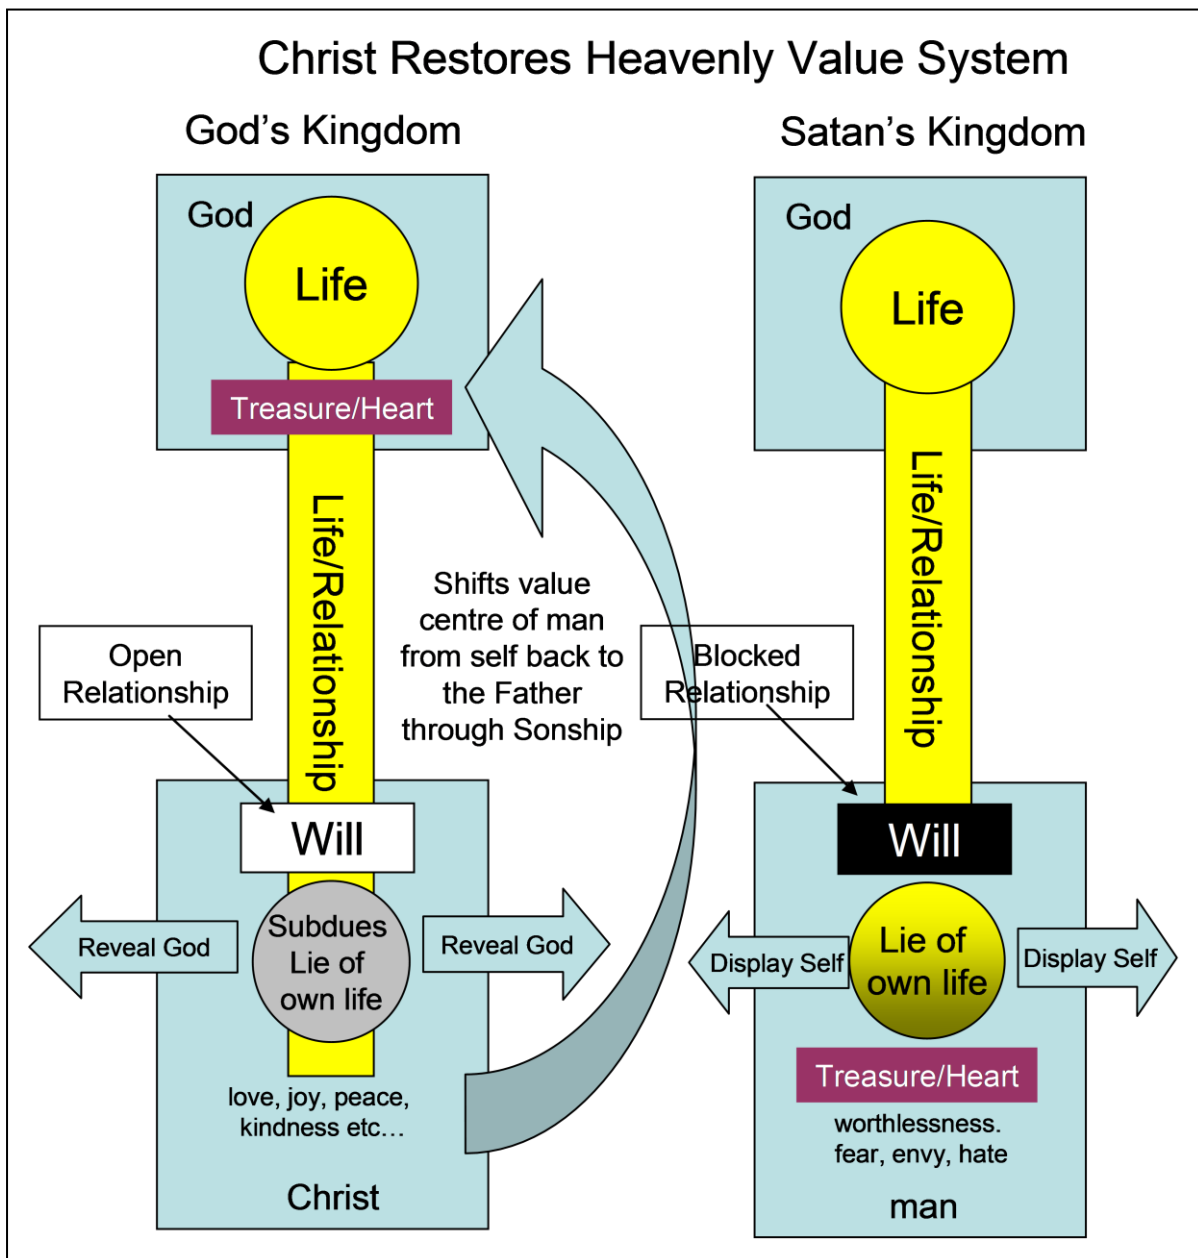 Christ Restores Heavenly Value System
God's Kingdom
God
Life
Treasure/Heart
Life/Relationship
Open
Relationship
Will
Reveal God
Subdues
Lie of
own life
Reveal God
love, joy, peace,
kindness etc…
Christ
Shifts value
centre of man
from self back to
the Father
through Sonship
Satan's Kingdom
God
Life
Life/Relationship
Blocked
Relationship
Will
Display Self
Lie of
own life
Display Self
Treasure/Heart
worthlessness.
fear, envy, hate
man